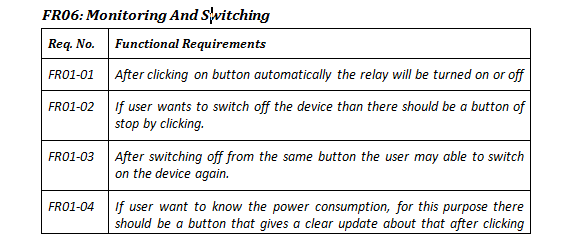 FR06: Monitoring And Switching
Req. No. Functional Requirements
FR01-01 After clicking on button automatically the relay will be turned on or off
FR01-02 If user wants to switch off the device than there should be a button of
stop by clicking.
FR01-03 After switching off from the same button the user may able to switch
on the device again.
FR01-04 If user want to know the power consumption, for this purpose there
should be a button that gives a clear update about that after clicking